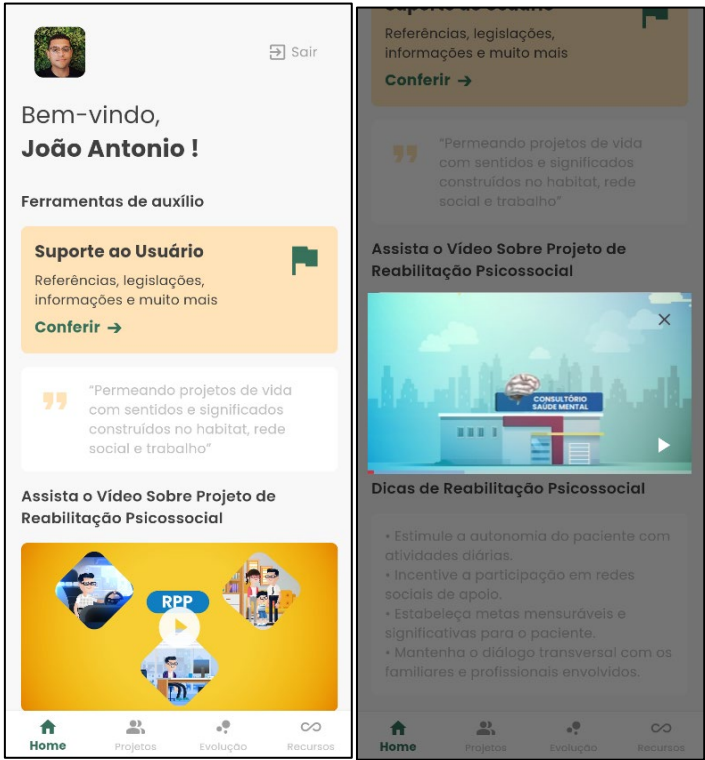 Sair
Bem-vindo,
João Antonio !
Ferramentas de auxílio
Suporte ao Usuário
Referências, legislações,
informações e muito mais
Conferir →
"Permeando projetos de vida
com sentidos e significados
construídos no habitat, rede
social e trabalho"
Assista o Vídeo Sobre Projeto de
Reabilitação Psicossocial
RPP
Home
Projetos
Evolução
Recursos
Referências, legislações,
informações e muito mais
Conferir →
"Permeando projetos de vida
com sentidos e significados
construídos no habitat, rede
social e trabalho"
Assista o Vídeo Sobre Projeto de
Reabilitação Psicossocial
CONSULTÓRIO
SAÚDE MENTAL
Dicas de Reabilitação Psicossocial
• Estimule a autonomia do paciente com
atividades diárias.
• Incentive a participação em redes
sociais de apoio.
• Estabeleça metas mensuráveis e
significativas para o paciente.
• Mantenha o diálogo transversal com os
familiares e profissionais envolvidos.
Home
Projetos
Evolução
Recursos